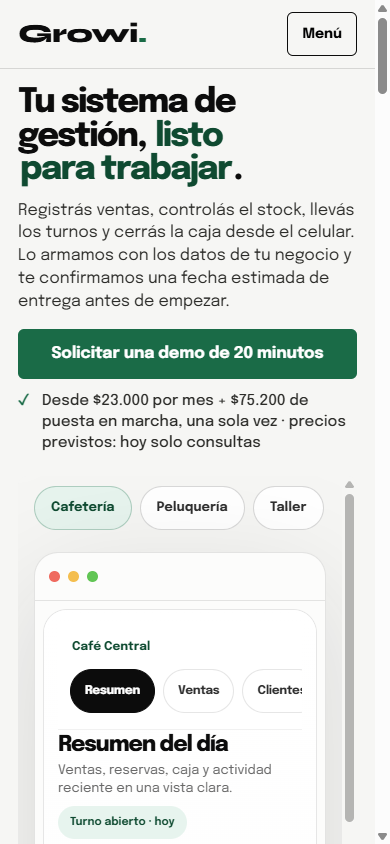 Growi.
Menú
Tu sistema de
gestión, listo
para trabajar.
Registrás ventas, controlás el stock, llevás
los turnos y cerrás la caja desde el celular.
Lo armamos con los datos de tu negocio y
te confirmamos una fecha estimada de
entrega antes de empezar.
Solicitar una demo de 20 minutos
✓ Desde $23.000 por mes + $75.200 de
puesta en marcha, una sola vez · precios
previstos: hoy solo consultas
Cafetería Peluquería Taller
Café Central
Resumen Ventas Clientes
Resumen del día
Ventas, reservas, caja y actividad
reciente en una vista clara.
Turno abierto · hoy